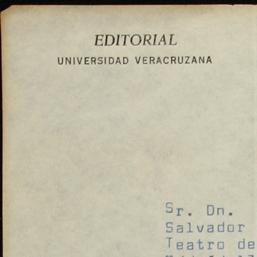 EDITORIAL
UNIVERSIDAD VERACRUZANA
Sr. Dn.
Salvador
Teatro de